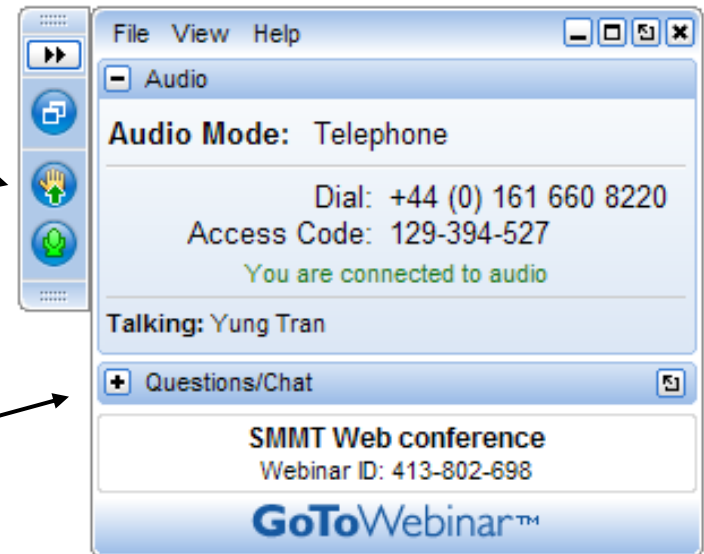 File View Help
Audio
Audio Mode: Telephone
Dial: +44 (0) 161 660 8220
Access Code: 129-394-527
You are connected to audio
Talking: Yung Tran
Questions/Chat
SMMT Web conference
Webinar ID: 413-802-698
GoToWebinar™